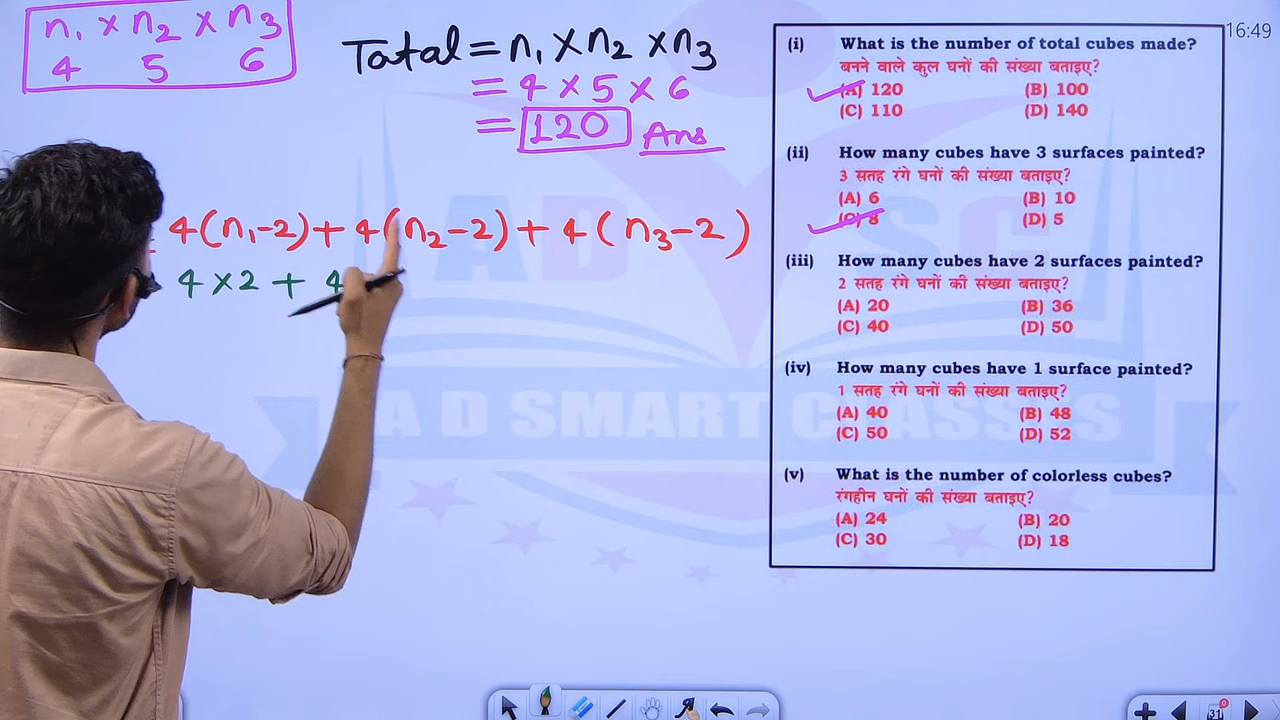 n₁ × n₂ × n₃
4 5 6
Total = n₁ × n₂ × n₃
= 4 × 5 × 6
= 120 Ans
4(n₁-2) + 4(n₂-2) + 4(n₃-2)
4 × 2 + 4
16:49
(i) What is the number of total cubes made?
बनने वाले कुल घनों की संख्या बताइए?
(A) 120 (B) 100
(C) 110 (D) 140
(ii) How many cubes have 3 surfaces painted?
3 सतह रंगे घनों की संख्या बताइए?
(A) 6 (B) 10
(C) 8 (D) 5
(iii) How many cubes have 2 surfaces painted?
2 सतह रंगे घनों की संख्या बताइए?
(A) 20 (B) 36
(C) 40 (D) 50
(iv) How many cubes have 1 surface painted?
1 सतह रंगे घनों की संख्या बताइए?
(A) 40 (B) 48
(C) 50 (D) 52
(v) What is the number of colorless cubes?
रंगहीन घनों की संख्या बताइए?
(A) 24 (B) 20
(C) 30 (D) 18
AD SC
A D SMART CLASSES
31